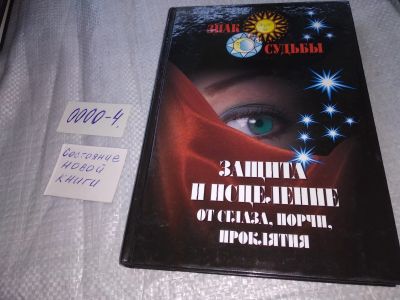 ЗНАК
СУДЬБЫ
ЗАЩИТА
И ИСЦЕЛЕНИЕ
ОТ СГЛАЗА, ПОРЧИ,
ПРОКЛЯТИЯ
0000-4.
Состояние
НОВОЙ
КНИГИ